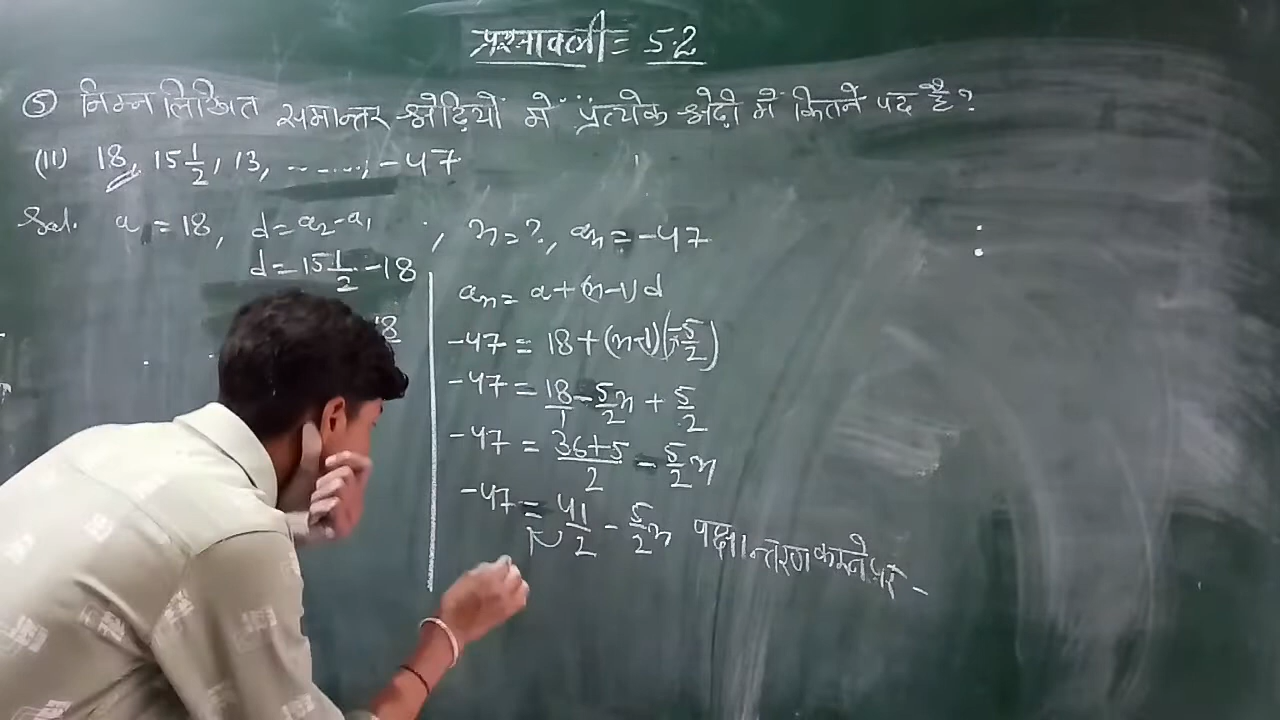 प्रश्नावली = 5.2
⑤ निम्नलिखित समान्तर श्रेढ़ियों में प्रत्येक श्रेढ़ी में कितने पद है?
(II) 18, 15 1/2, 13, ........, -47
Sol. a₁ = 18, d = a₂ - a₁ , n = ?, an = -47
d = 15 1/2 - 18
18
an = a + (n-1) d
-47 = 18 + (n-1)(-5/2)
-47 = 18/1 - 5/2 n + 5/2
-47 = 36+5/2 - 5/2 n
-47 = 41/2 - 5/2 n पक्षान्तरण करने पर -